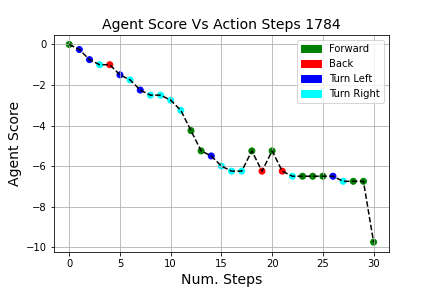 Agent Score Vs Action Steps 1784
Agent Score
0
−2
−4
−6
−8
−10
Forward
Back
Turn Left
Turn Right
0 5 10 15 20 25 30
Num. Steps